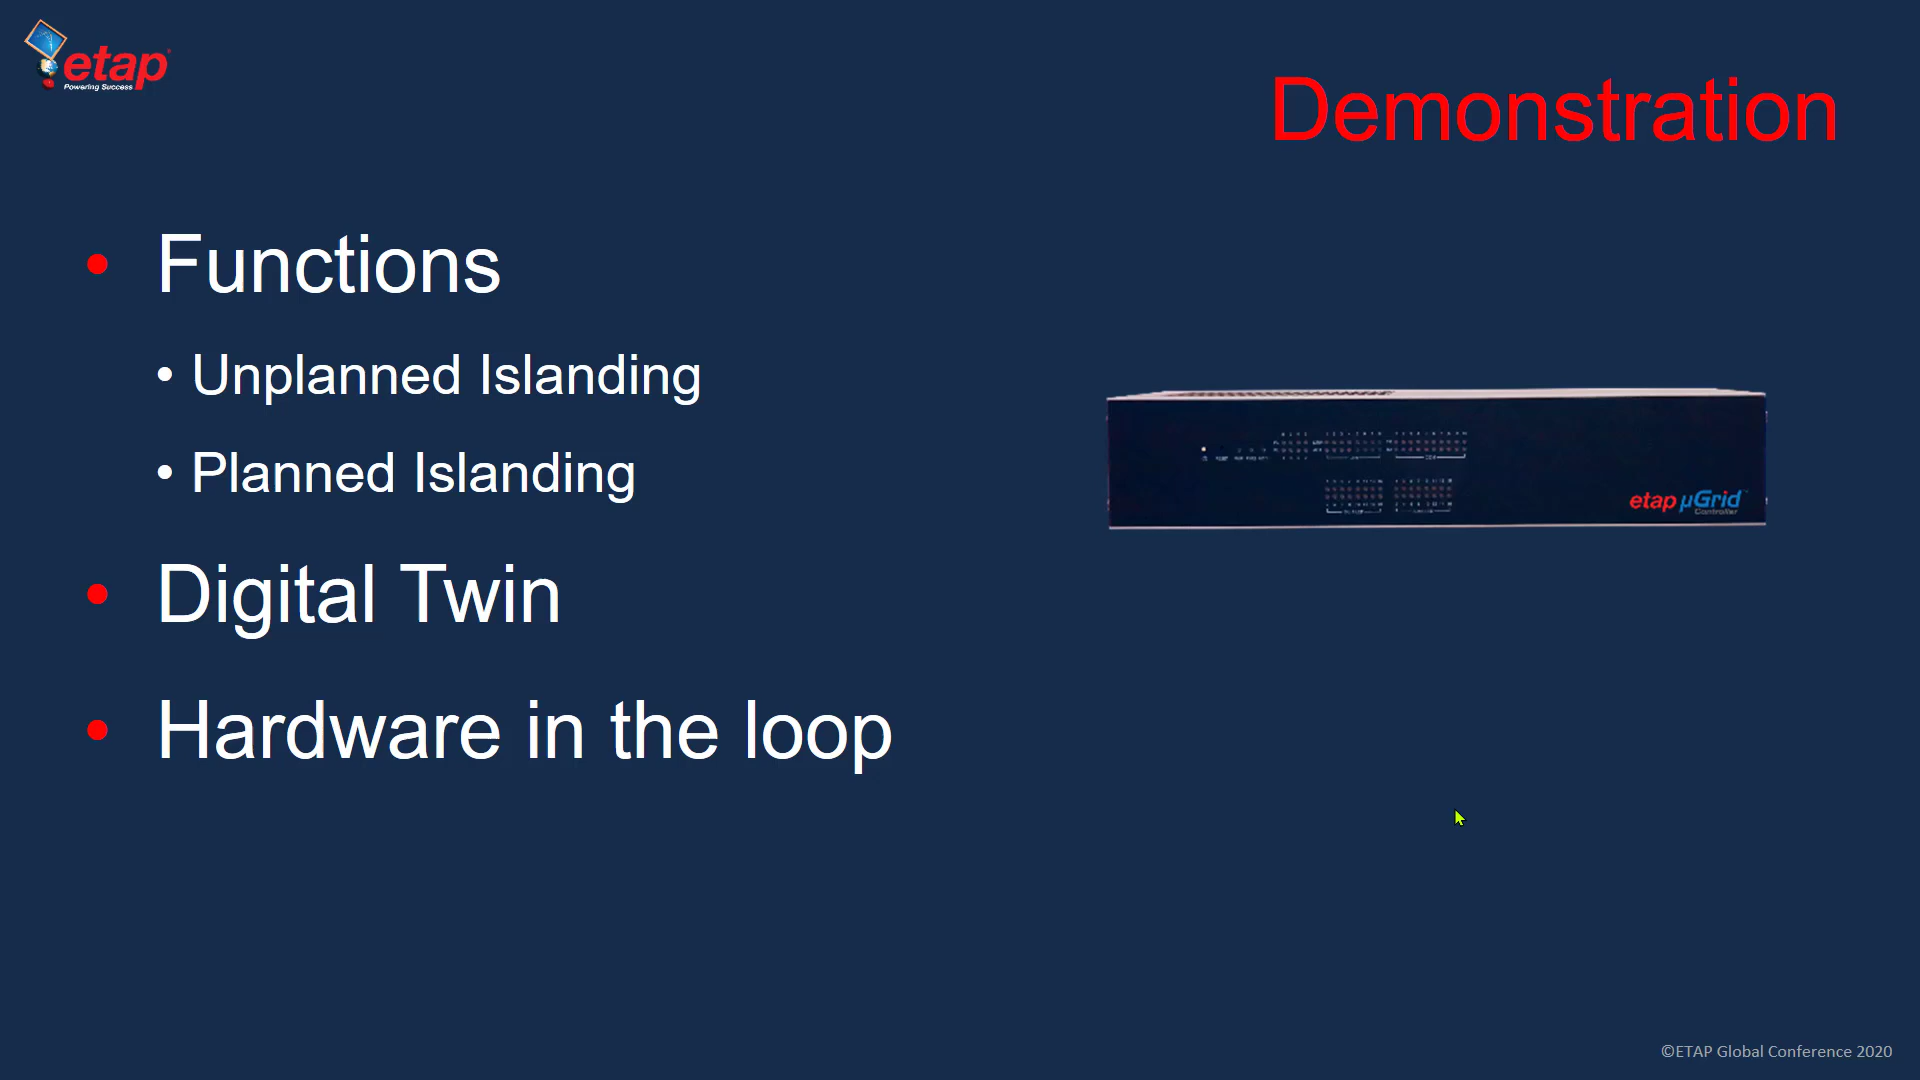 etap
Powering Success
Demonstration
• Functions
• Unplanned Islanding
• Planned Islanding
• Digital Twin
• Hardware in the loop
etap µGrid
Controller
©ETAP Global Conference 2020